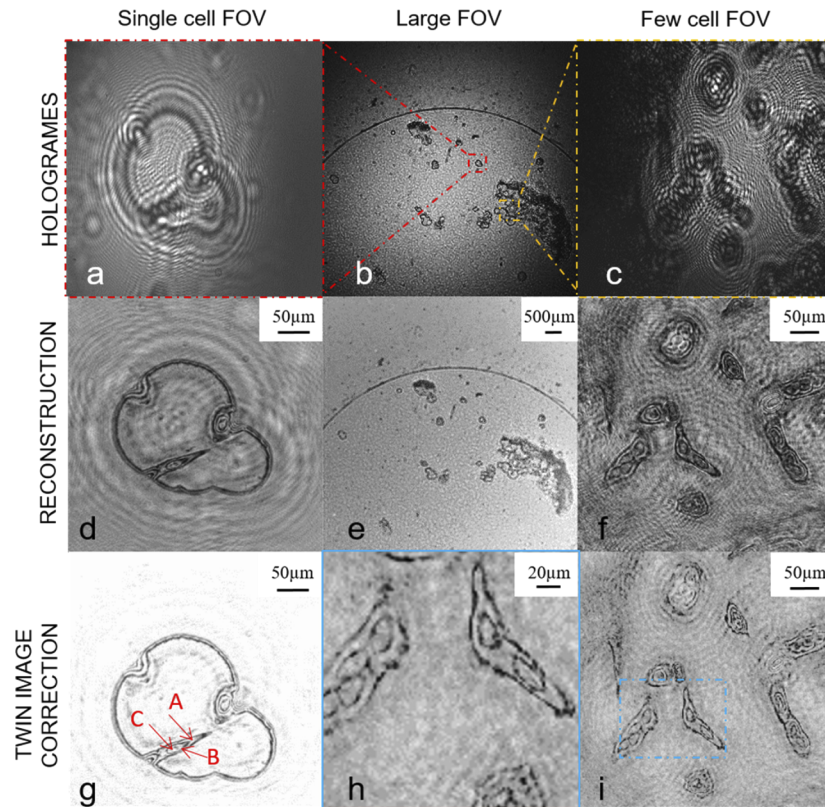 Single cell FOV
Large FOV
Few cell FOV
HOLOGRAMES
a
b
c
RECONSTRUCTION
50µm
500µm
50µm
d
e
f
TWIN IMAGE
CORRECTION
50µm
20µm
50µm
A
C
B
g
h
i